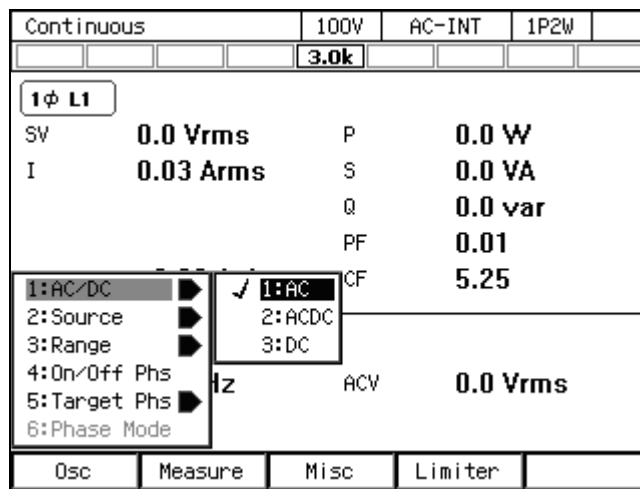 Continuous 100V AC-INT 1P2W
3.0k
1Φ L1
SV 0.0 Vrms P 0.0 W
I 0.03 Arms S 0.0 VA
Q 0.0 var
PF 0.01
CF 5.25
1:AC/DC ✓ 1:AC
2:Source 2:ACDC
3:Range 3:DC
4:On/Off Phs
Hz ACV 0.0 Vrms
5:Target Phs
6:Phase Mode
Osc Measure Misc Limiter